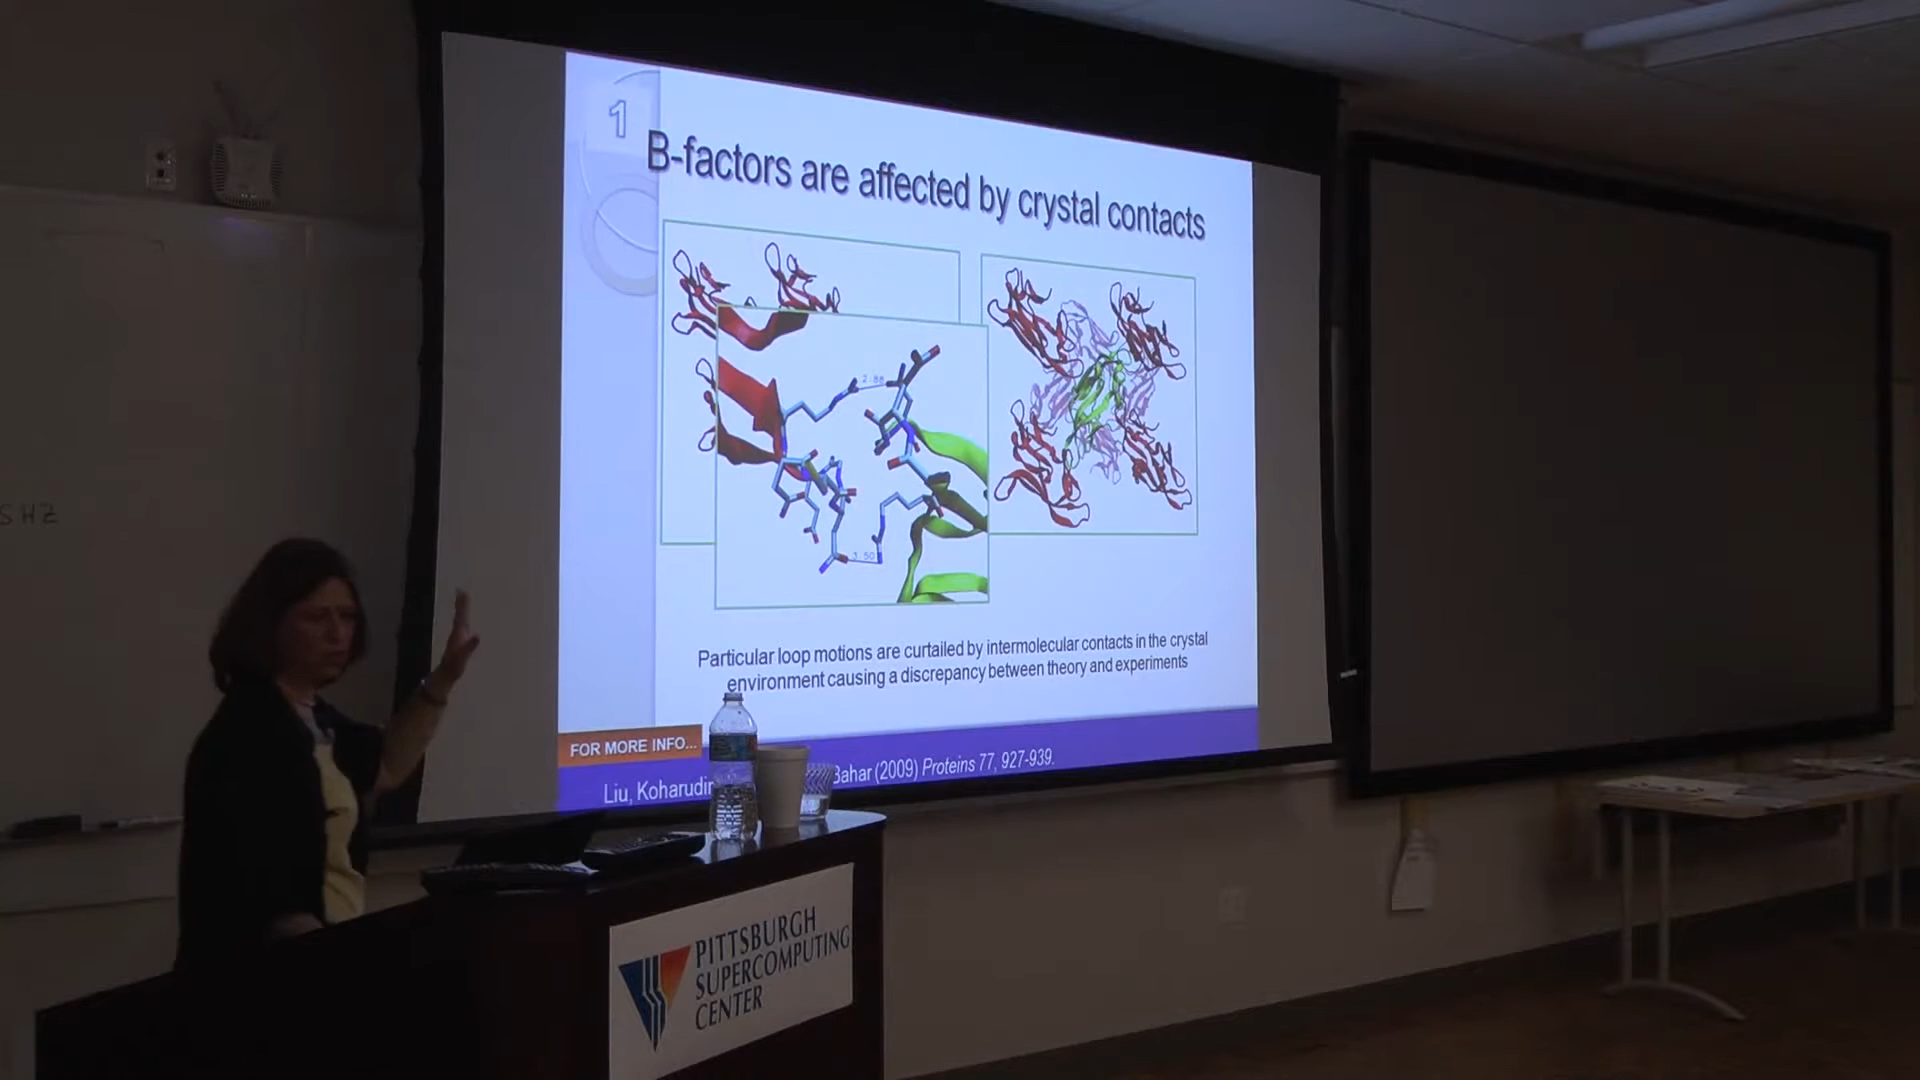 1
B-factors are affected by crystal contacts
2.88
3.50
Particular loop motions are curtailed by intermolecular contacts in the crystal
environment causing a discrepancy between theory and experiments
FOR MORE INFO...
Liu, Bahar (2009) Proteins 77, 927-939.
SHZ
PITTSBURGH
SUPERCOMPUTING
CENTER